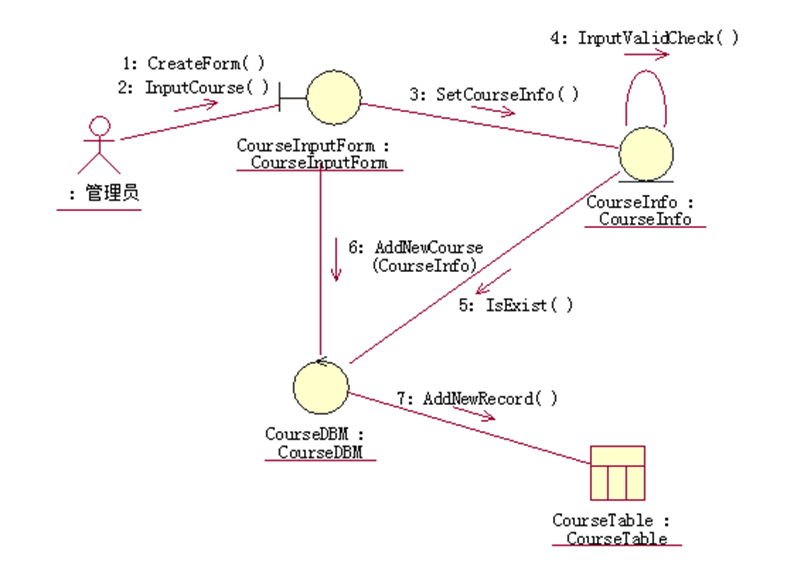 1: CreateForm( )
2: InputCourse( )
CourseInputForm :
CourseInputForm
: 管理员
3: SetCourseInfo( )
4: InputValidCheck( )
CourseInfo :
CourseInfo
6: AddNewCourse
(CourseInfo)
5: IsExist( )
CourseDBM :
CourseDBM
7: AddNewRecord( )
CourseTable :
CourseTable